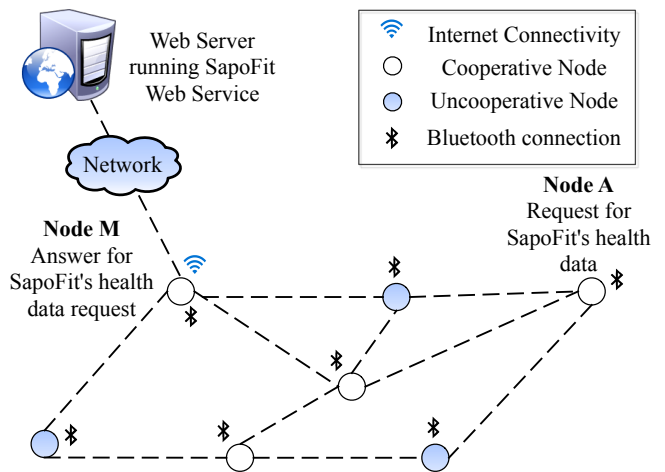 Web Server
running SapoFit
Web Service
Internet Connectivity
Cooperative Node
Uncooperative Node
Bluetooth connection
Network
Node A
Request for
SapoFit's health
data
Node M
Answer for
SapoFit's health
data request